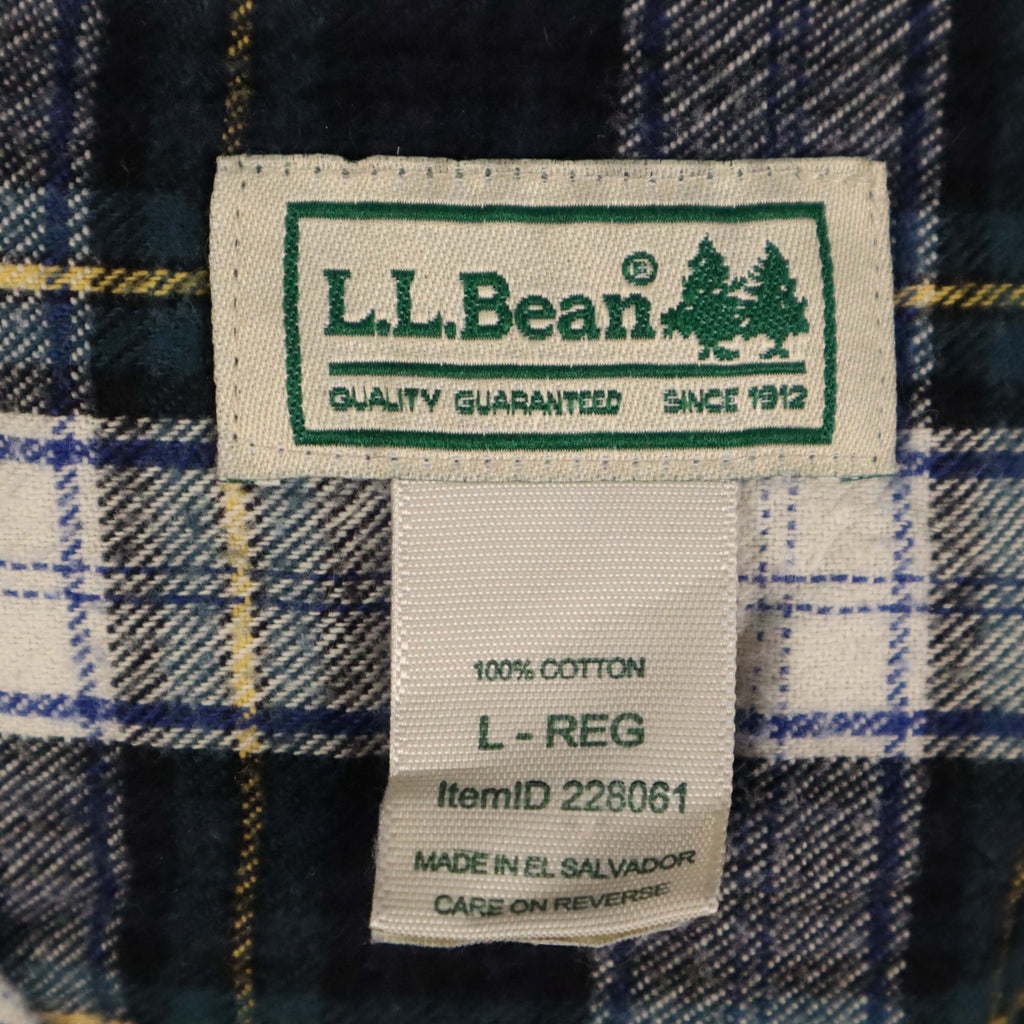 L.L.Bean®
QUALITY GUARANTEED SINCE 1912
100% COTTON
L - REG
ItemID 228061
MADE IN EL SALVADOR
CARE ON REVERSE